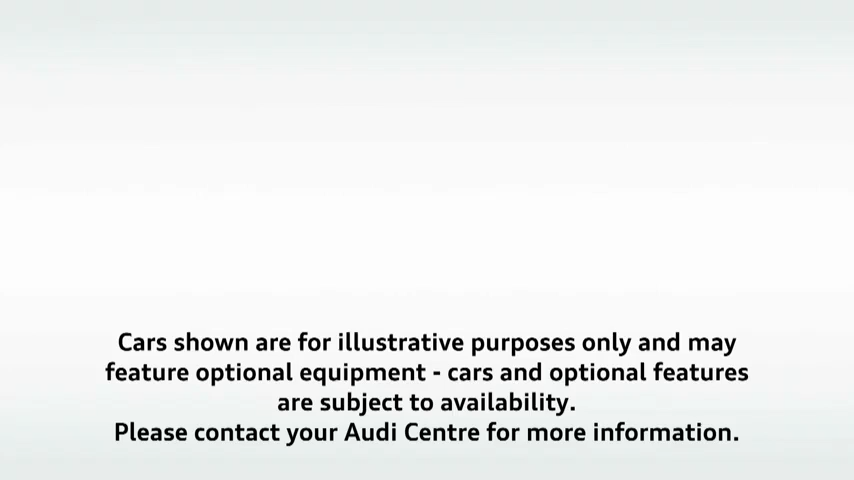 Cars shown are for illustrative purposes only and may
feature optional equipment - cars and optional features
are subject to availability.
Please contact your Audi Centre for more information.